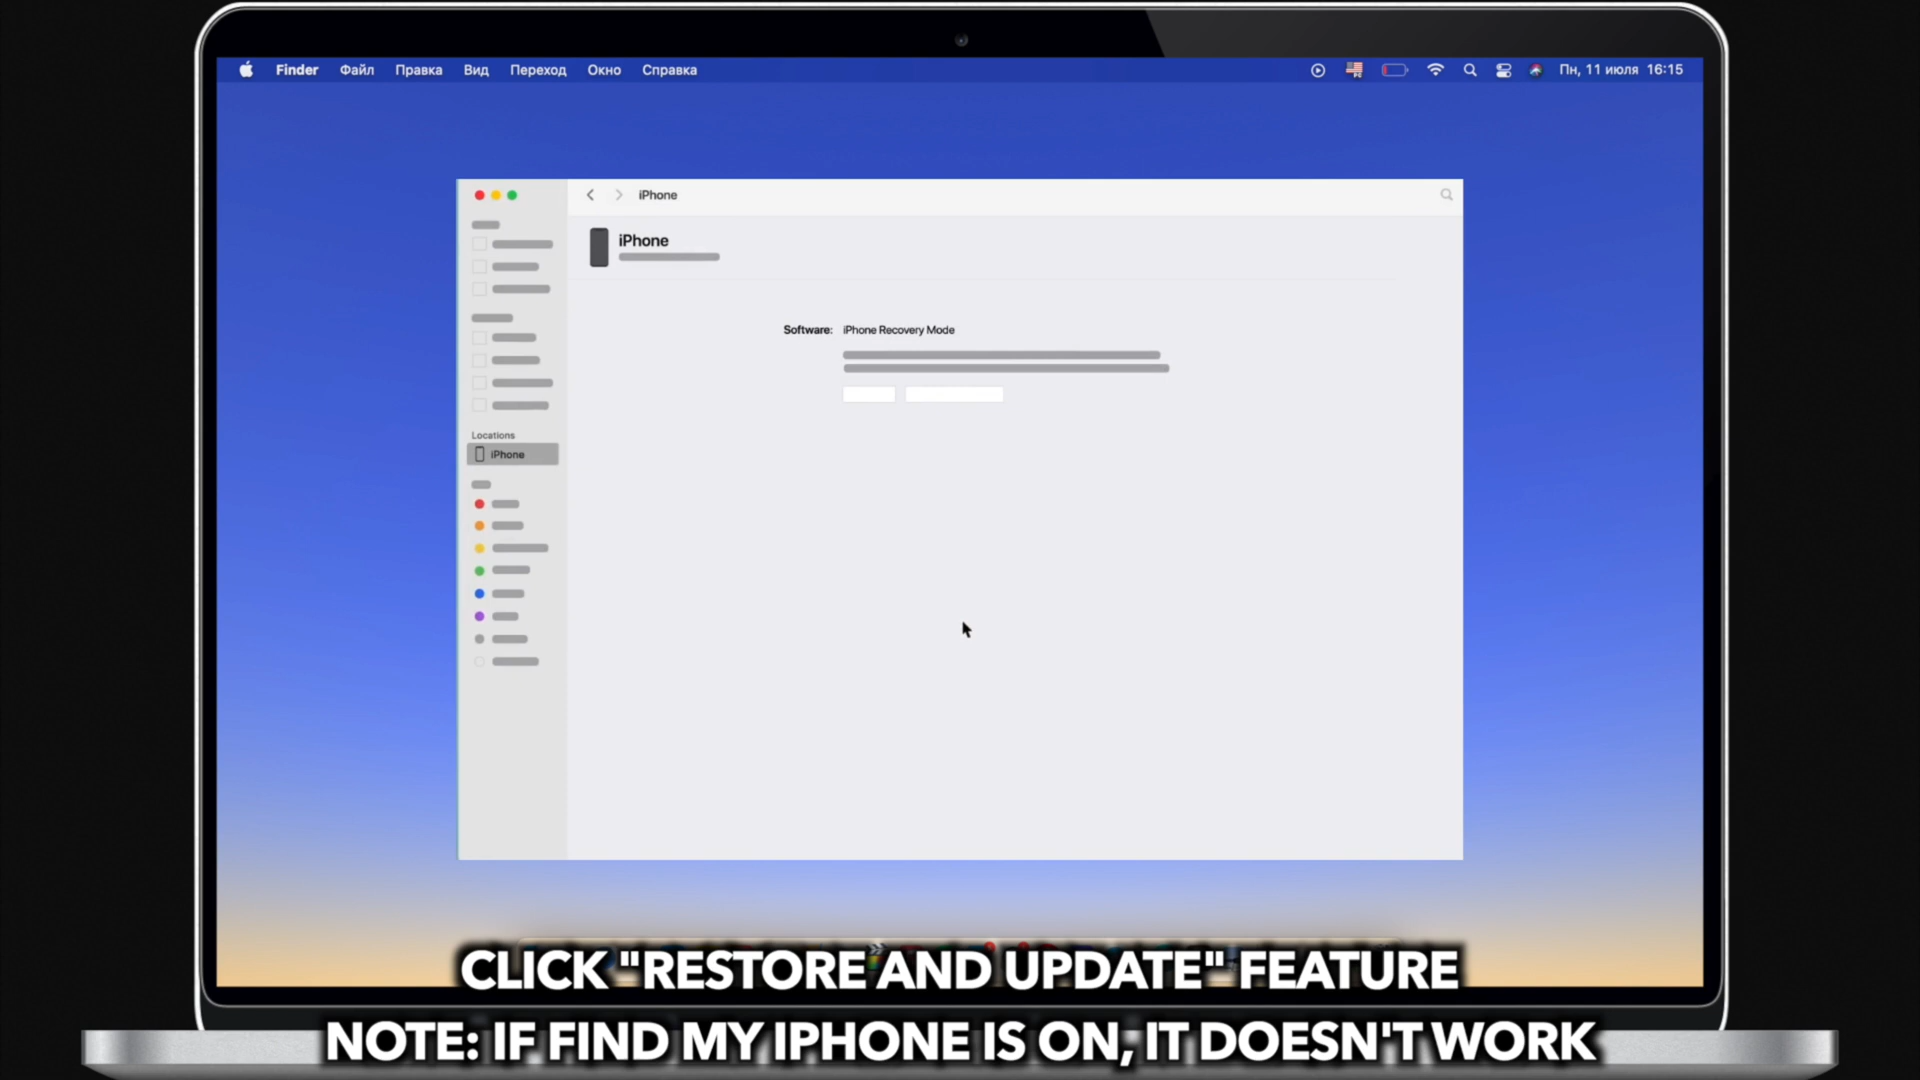 Finder Файл Правка Вид Переход Окно Справка Пн, 11 июля 16:15
iPhone
iPhone
Software: iPhone Recovery Mode
Locations
iPhone
CLICK "RESTORE AND UPDATE" FEATURE
NOTE: IF FIND MY IPHONE IS ON, IT DOESN'T WORK